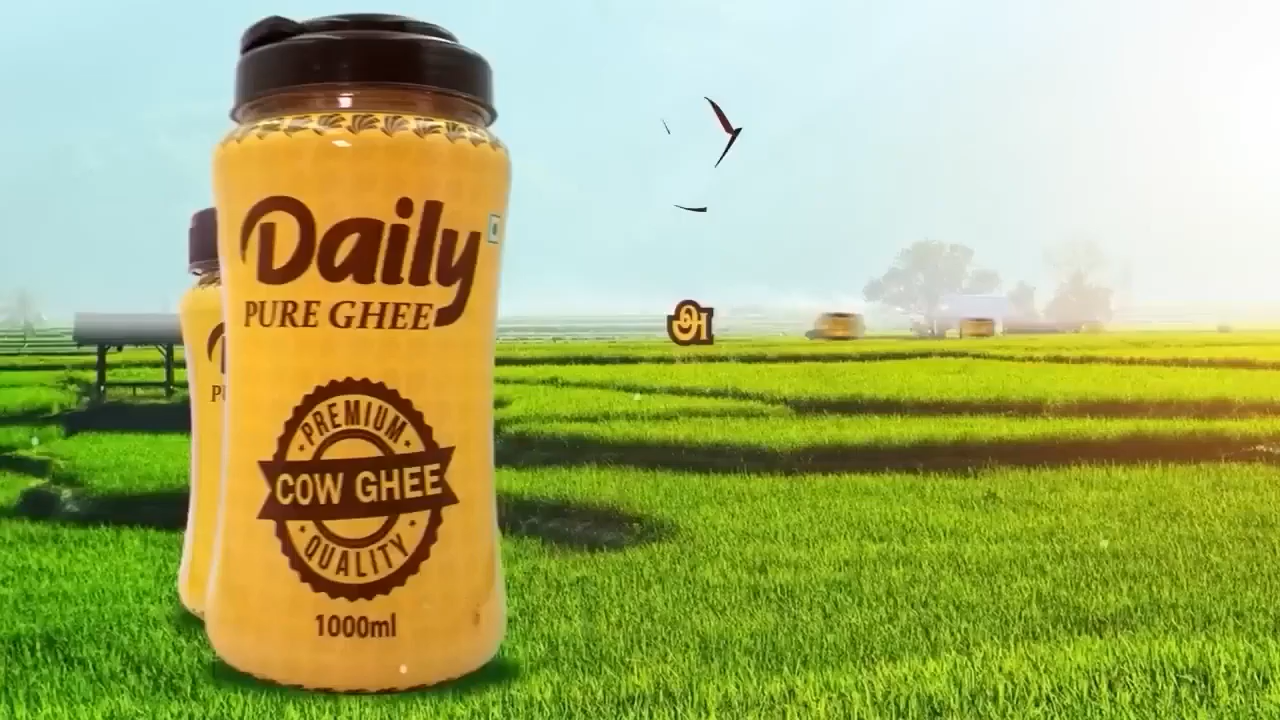 Daily
PURE GHEE
PREMIUM
COW GHEE
QUALITY
1000ml
அ